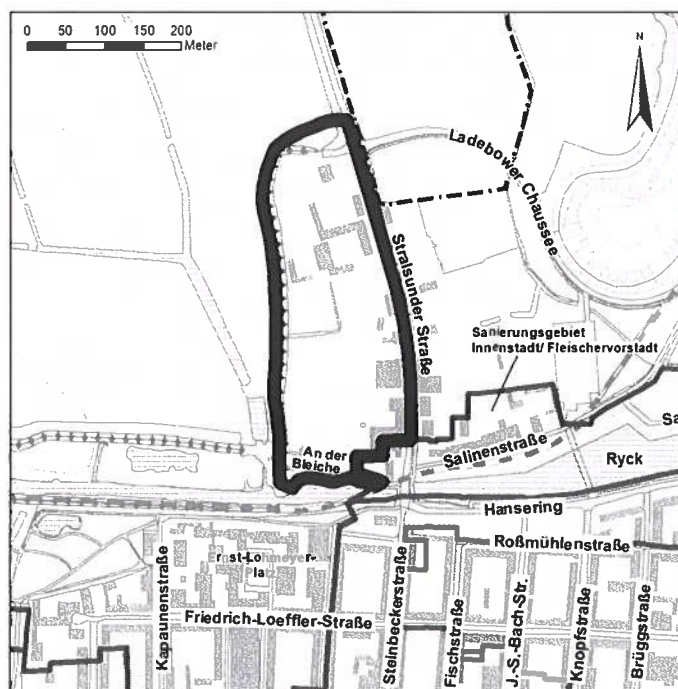 0 50 100 150 200
Meter
N
Ladebower Chaussee
Stralsunder Straße
Sanierungsgebiet
Innenstadt/ Fleischervorstadt
An der
Bleiche
Salinenstraße
Ryck
Hansering
Roßmühlenstraße
Kapaunenstraße
Friedrich-Loeffler-Straße
Steinbeckerstraße
Fischstraße
J.-S.-Bach-Str.
Knopfstraße
Brüggstraße